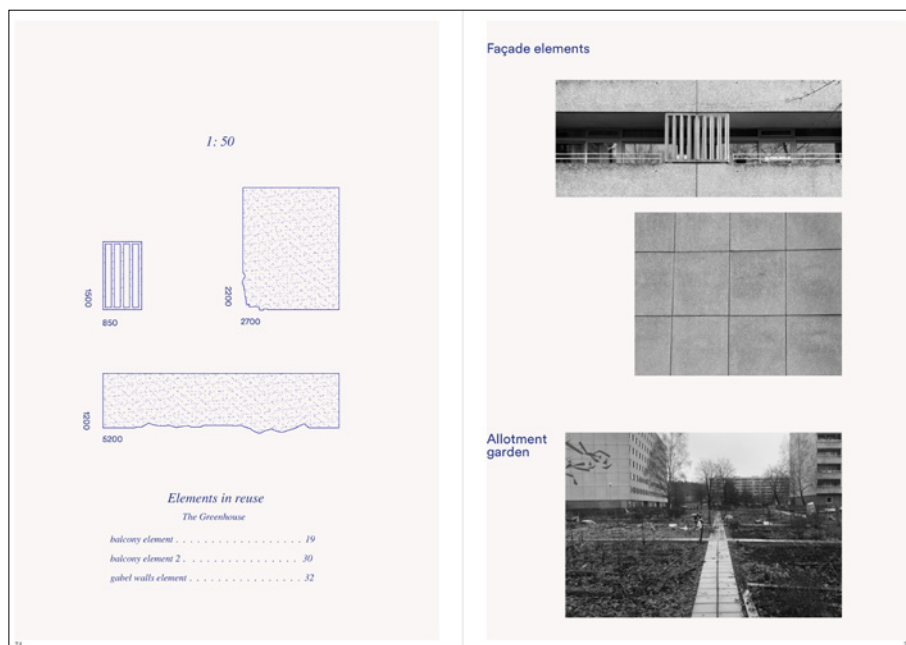 1: 50
1500
850
2200
2700
1200
5200
Elements in reuse
The Greenhouse
balcony element . . . . . . . . . . . . . . . . . . 19
balcony element 2 . . . . . . . . . . . . . . . . 30
gabel walls element . . . . . . . . . . . . . . . . 32
Façade elements
Allotment
garden